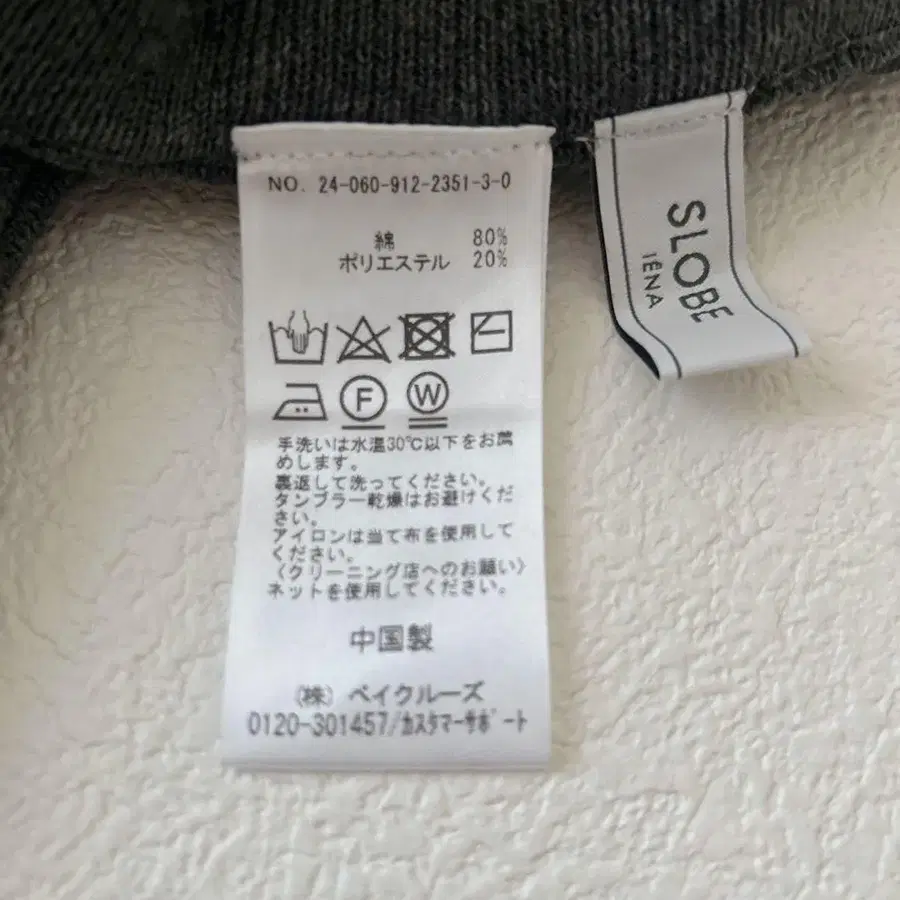 NO. 24-060-912-2351-3-0
綿 80%
ポリエステル 20%
F
W
手洗いは水温30℃以下をお薦
めします。
裏返して洗ってください。
タンブラー乾燥はお避けくだ
さい。
アイロンは当て布を使用して
ください。
〈クリーニング店へのお願い〉
ネットを使用してください。
中国製
(株) ベイクルーズ
0120-301457/カスタマーサポート
SLOBE
IÉNA